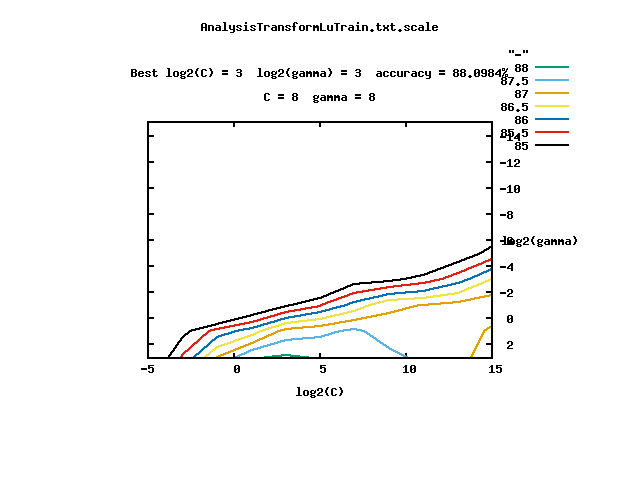 AnalysisTransformLuTrain.txt.scale
"_"
Best log2(C) = 3  log2(gamma) = 3  accuracy = 88.0984%
88
87.5
87
C = 8  gamma = 8
86.5
86
85.5
85
-14
-12
-10
-8
-6
log2(gamma)
-4
-2
0
2
-5 0 5 10 15
log2(C)